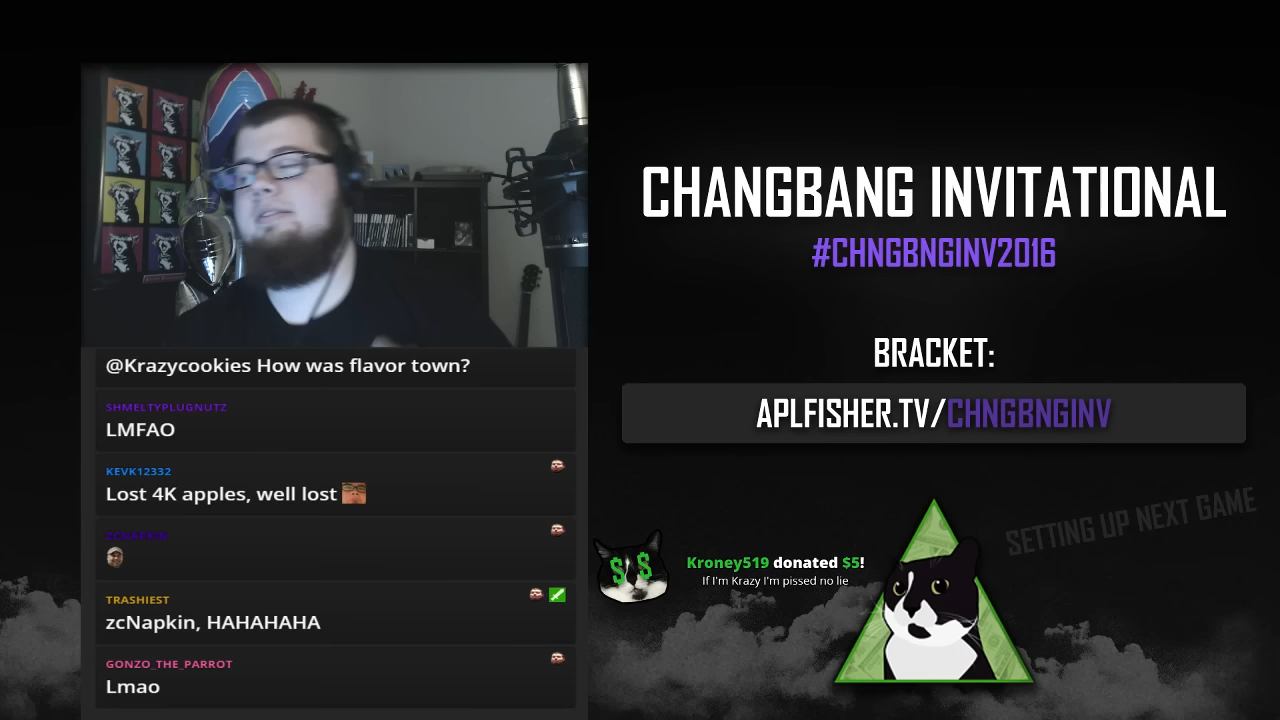 @Krazycookies How was flavor town?
SHMELTYPLUGNUTZ
LMFAO
KEVK12332
Lost 4K apples, well lost
ZCNAPKIN
TRASHIEST
zcNapkin, HAHAHAHA
GONZO_THE_PARROT
Lmao
CHANGBANG INVITATIONAL
#CHNGBNGINV2016
BRACKET:
APLFISHER.TV/CHNGBNGINV
SETTING UP NEXT GAME
Kroney519 donated $5!
If I'm Krazy I'm pissed no lie